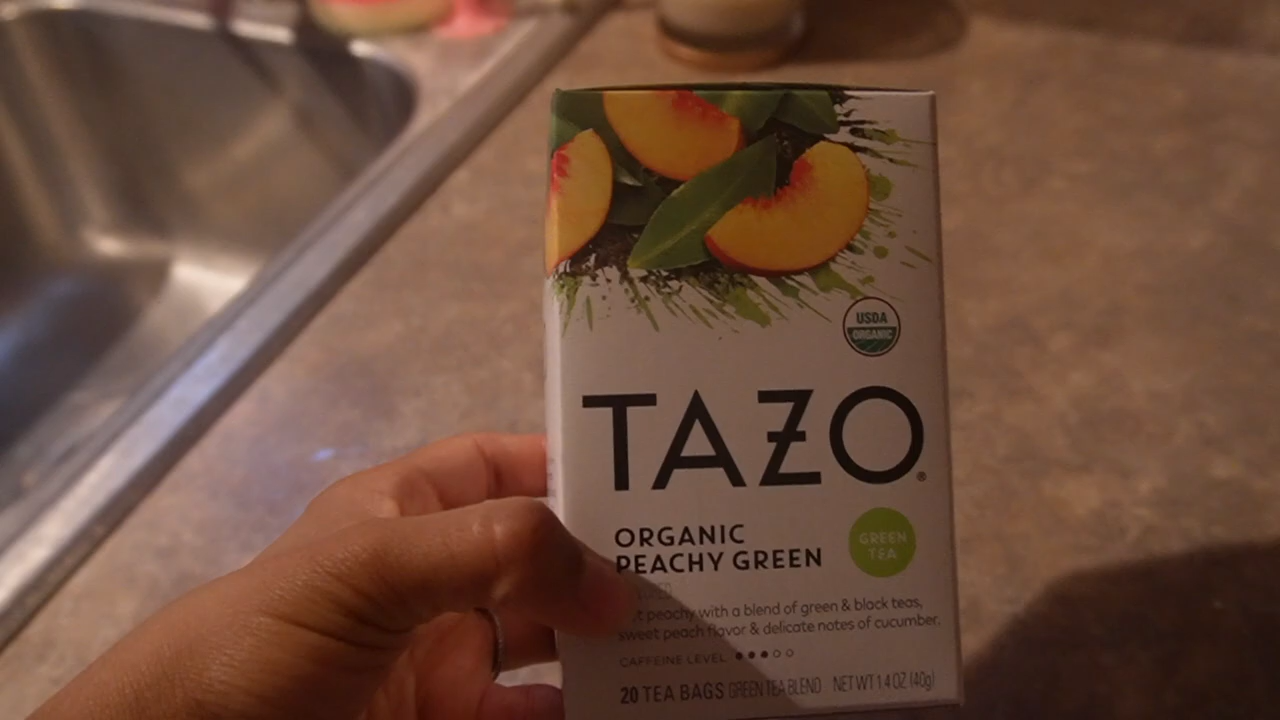 USDA
ORGANIC
TAZO®
ORGANIC
PEACHY GREEN
GREEN
TEA
peachy with a blend of green & black teas,
sweet peach flavor & delicate notes of cucumber.
CAFFEINE LEVEL
20 TEA BAGS GREEN TEA BLEND NET WT 1.4 OZ (40g)